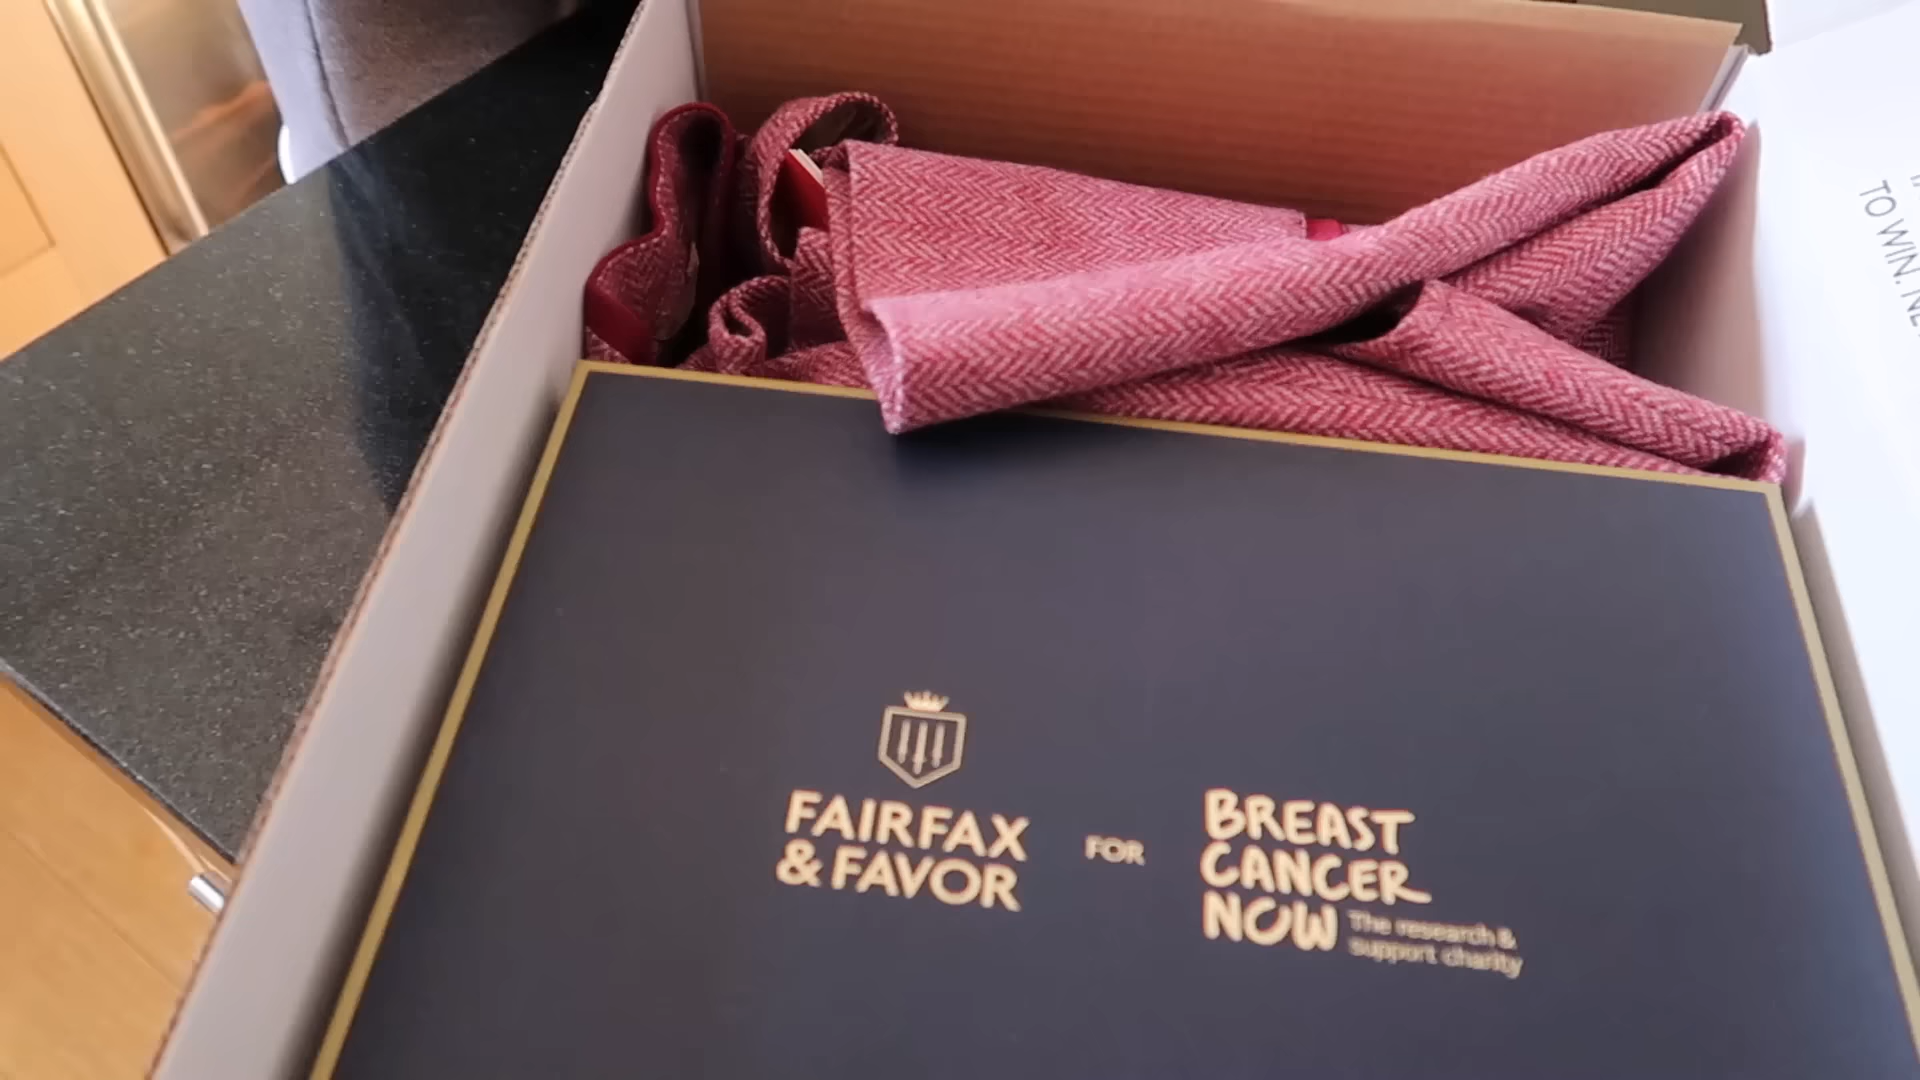 FAIRFAX
& FAVOR
FOR
BREAST
CANCER
NOW
The research &
support charity
TO WIN.